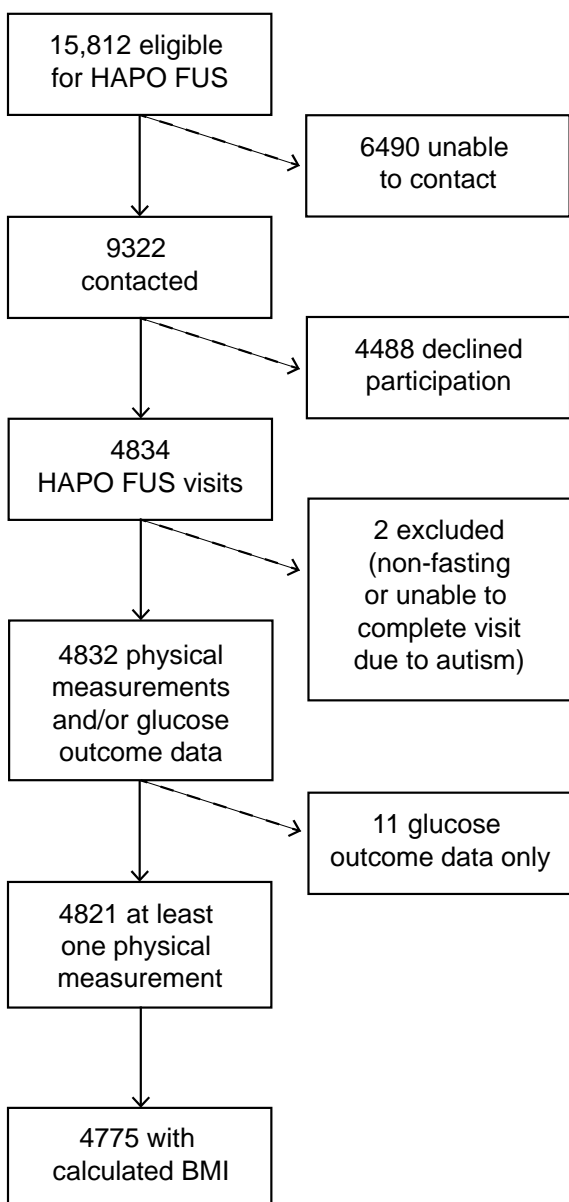 15,812 eligible
for HAPO FUS
6490 unable
to contact
9322
contacted
4488 declined
participation
4834
HAPO FUS visits
2 excluded
(non-fasting
or unable to
complete visit
due to autism)
4832 physical
measurements
and/or glucose
outcome data
11 glucose
outcome data only
4821 at least
one physical
measurement
4775 with
calculated BMI